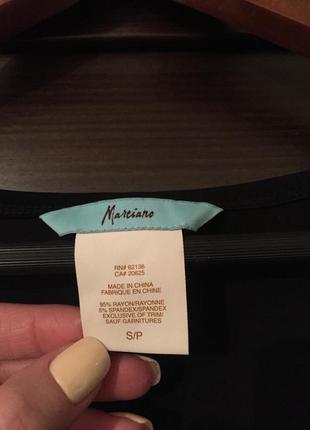 Marciano
RN# 62136
CA# 20625
MADE IN CHINA
FABRIQUE EN CHINE
95% RAYON/RAYONNE
5% SPANDEX/SPANDEX
EXCLUSIVE OF TRIM/
SAUF GARNITURES
S/P